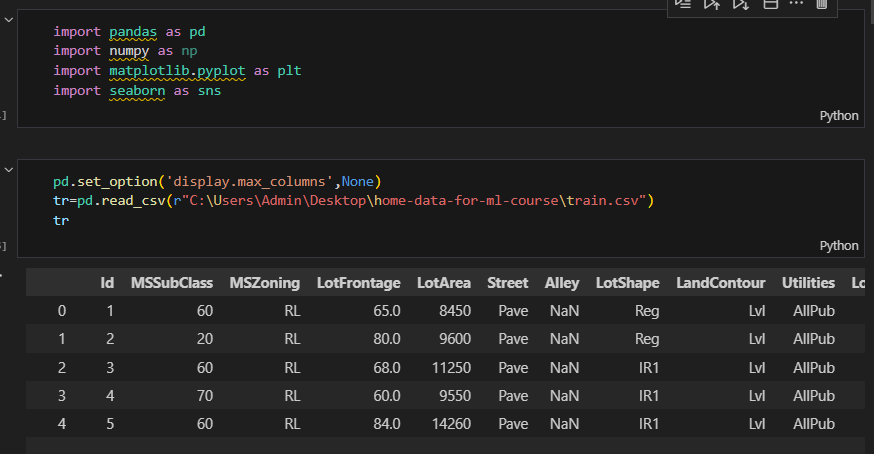 import pandas as pd
import numpy as np
import matplotlib.pyplot as plt
import seaborn as sns
Python
pd.set_option('display.max_columns',None)
tr=pd.read_csv(r"C:\Users\Admin\Desktop\home-data-for-ml-course\train.csv")
tr
Python
Id MSSubClass MSZoning LotFrontage LotArea Street Alley LotShape LandContour Utilities
0 1 60 RL 65.0 8450 Pave NaN Reg Lvl AllPub
1 2 20 RL 80.0 9600 Pave NaN Reg Lvl AllPub
2 3 60 RL 68.0 11250 Pave NaN IR1 Lvl AllPub
3 4 70 RL 60.0 9550 Pave NaN IR1 Lvl AllPub
4 5 60 RL 84.0 14260 Pave NaN IR1 Lvl AllPub